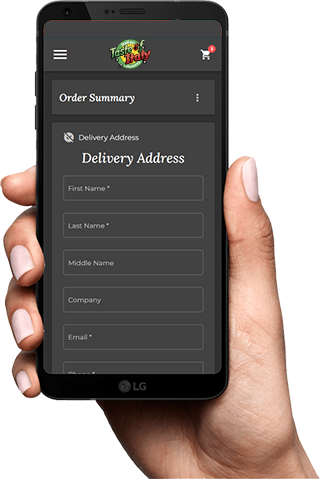 Taste of
Italy
3
Order Summary
Delivery Address
Delivery Address
First Name *
Last Name *
Middle Name
Company
Email *
Phone *
LG